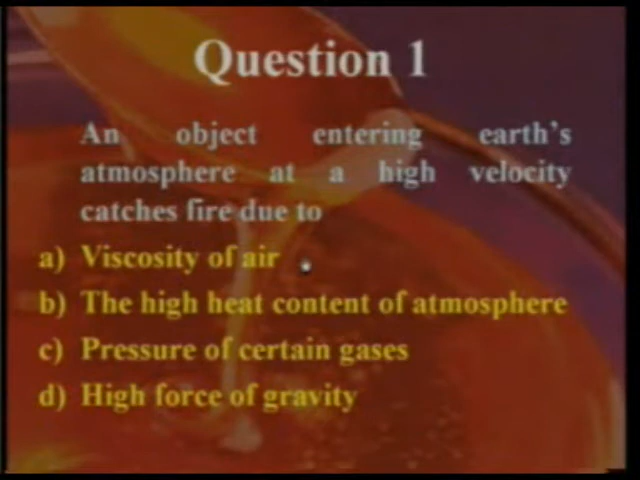 Question 1
An object entering earth's
atmosphere at a high velocity
catches fire due to
a) Viscosity of air
b) The high heat content of atmosphere
c) Pressure of certain gases
d) High force of gravity